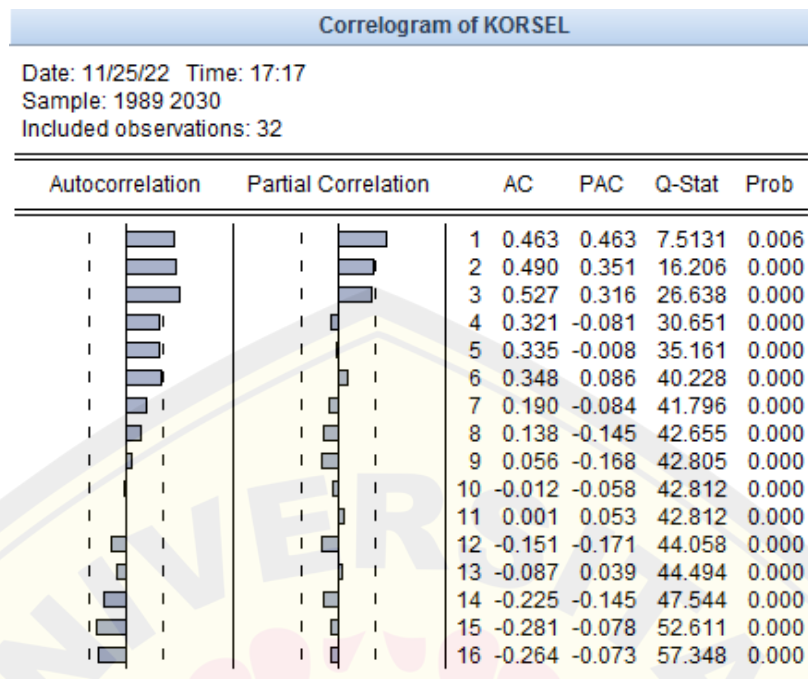 Correlogram of KORSEL
Date: 11/25/22 Time: 17:17
Sample: 1989 2030
Included observations: 32
Autocorrelation Partial Correlation AC PAC Q-Stat Prob
1 0.463 0.463 7.5131 0.006
2 0.490 0.351 16.206 0.000
3 0.527 0.316 26.638 0.000
4 0.321 -0.081 30.651 0.000
5 0.335 -0.008 35.161 0.000
6 0.348 0.086 40.228 0.000
7 0.190 -0.084 41.796 0.000
8 0.138 -0.145 42.655 0.000
9 0.056 -0.168 42.805 0.000
10 -0.012 -0.058 42.812 0.000
11 0.001 0.053 42.812 0.000
12 -0.151 -0.171 44.058 0.000
13 -0.087 0.039 44.494 0.000
14 -0.225 -0.145 47.544 0.000
15 -0.281 -0.078 52.611 0.000
16 -0.264 -0.073 57.348 0.000